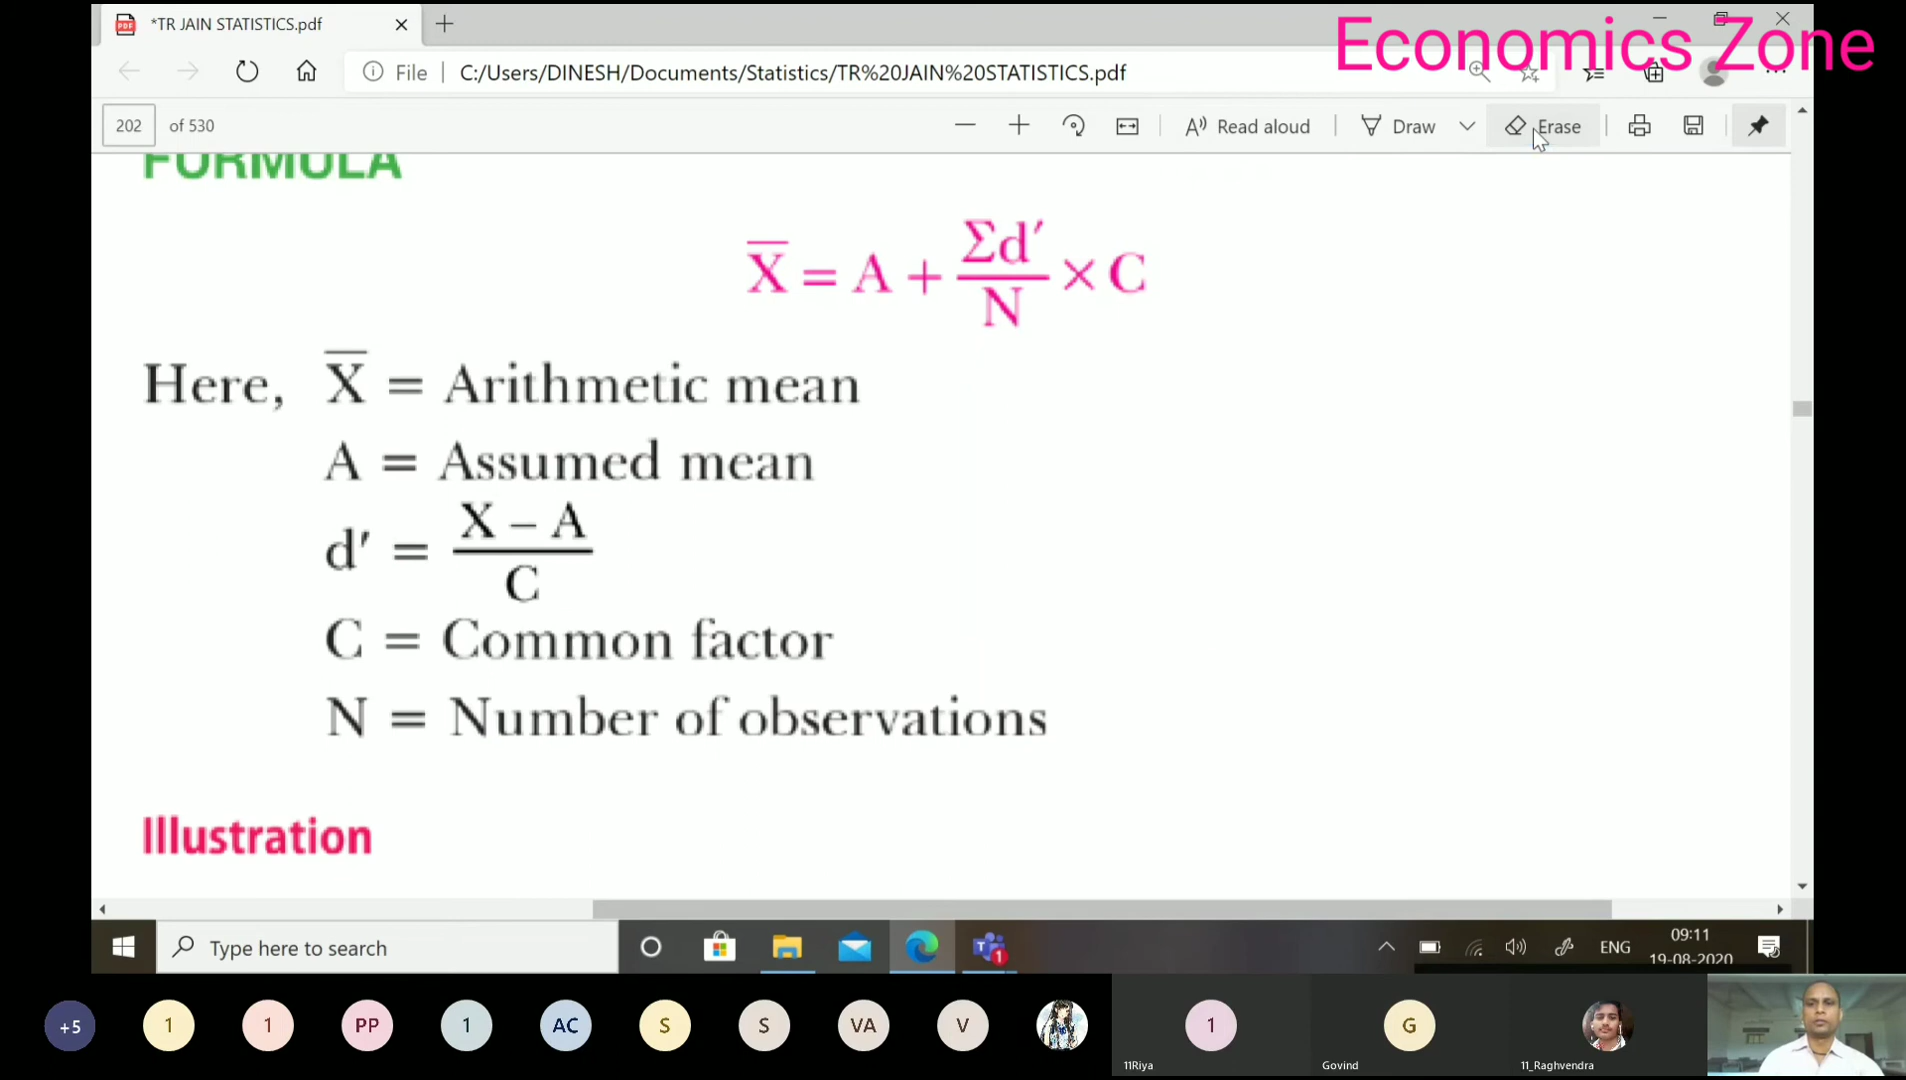 *TR JAIN STATISTICS.pdf
Economics Zone
File
C:/Users/DINESH/Documents/Statistics/TR%20JAIN%20STATISTICS.pdf
202 of 530
Read aloud
Draw
Erase
FORMULA
X̅ = A + Σd′/N × C
Here, X̅ = Arithmetic mean
A = Assumed mean
d′ = X – A / C
C = Common factor
N = Number of observations
Illustration
Type here to search
1
ENG
09:11
19-08-2020
+5
1
1
PP
1
AC
S
S
VA
V
1
G
11Riya
Govind
11_Raghvendra